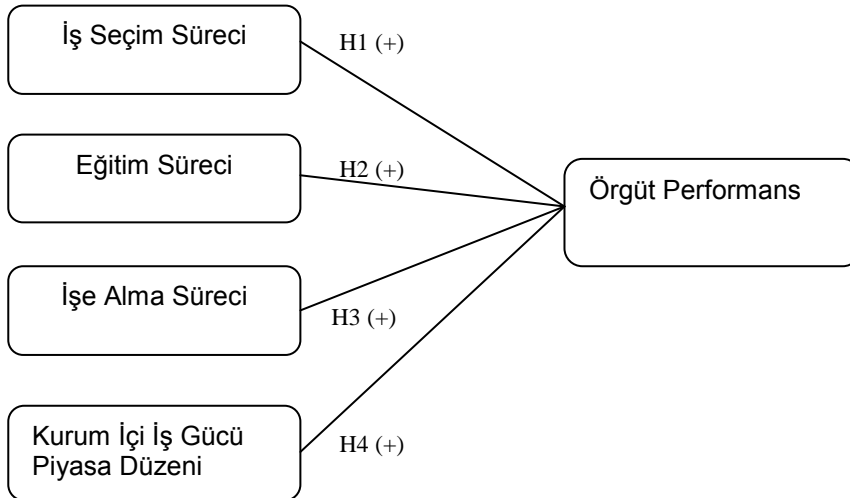 İş Seçim Süreci
H1 (+)
Eğitim Süreci
H2 (+)
Örgüt Performans
İşe Alma Süreci
H3 (+)
Kurum İçi İş Gücü
Piyasa Düzeni
H4 (+)